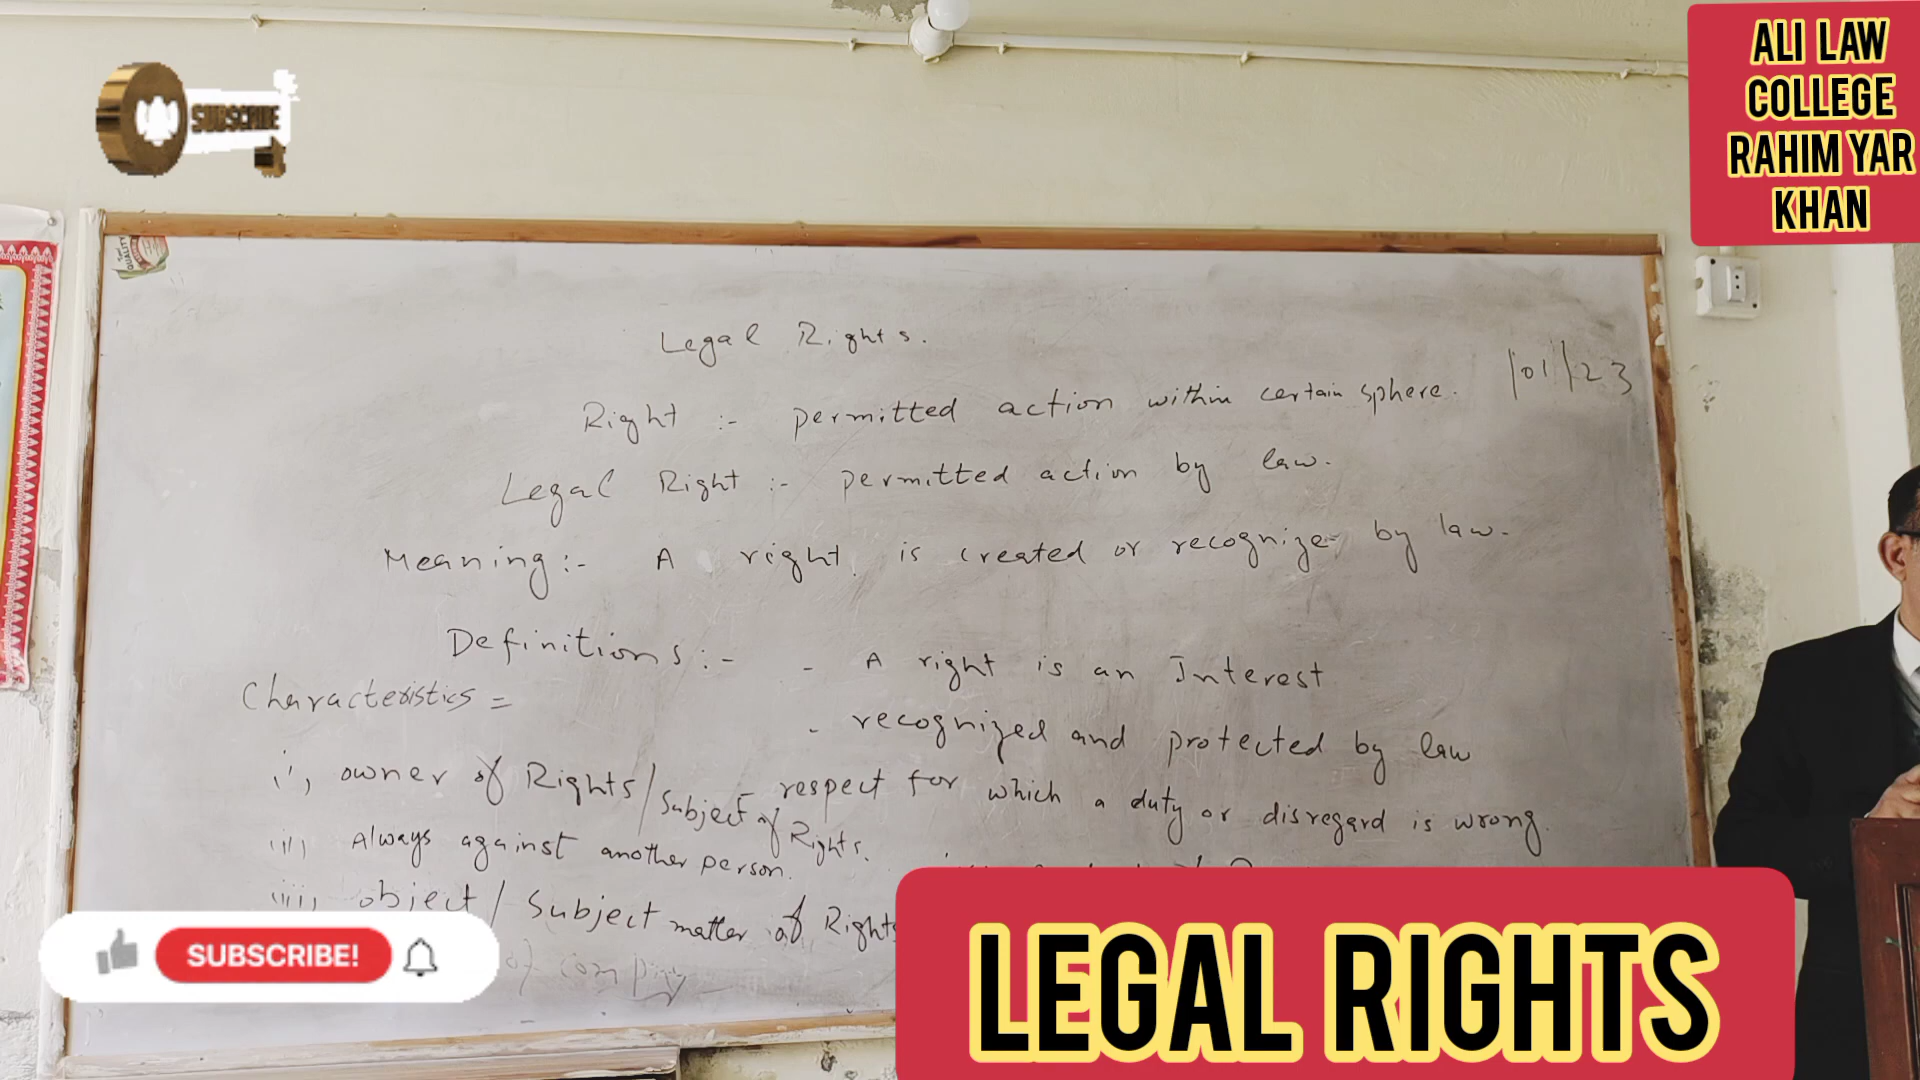 SUBSCRIBE
ALI LAW
COLLEGE
RAHIM YAR
KHAN
QUALITY
Legal Rights.
/01/23
Right :- permitted action within certain sphere.
Legal Right :- permitted action by law.
Meaning:- A right is created or recognize by law.
Definitions:- - A right is an Interest
- recognized and protected by law
respect for which a duty or disregard is wrong.
Characteristics =
i, owner of Rights/Subject of Rights.
ii, Always against another person.
iii, object/Subject matter of Rights
SUBSCRIBE!
LEGAL RIGHTS